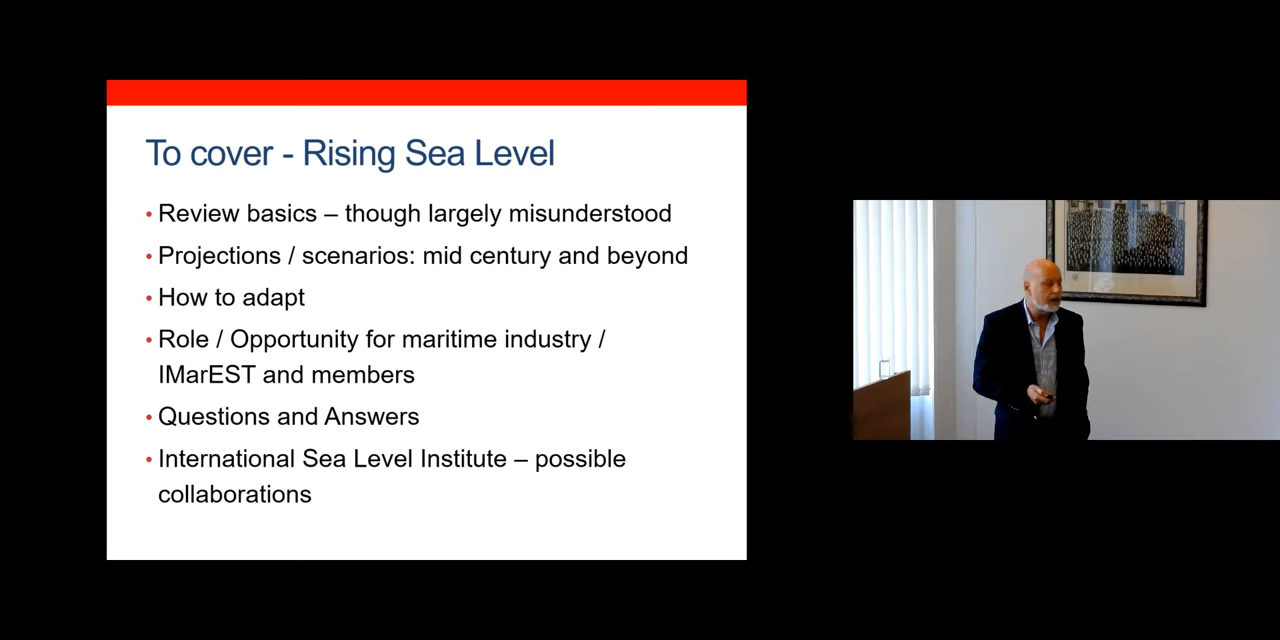 To cover - Rising Sea Level
• Review basics – though largely misunderstood
• Projections / scenarios: mid century and beyond
• How to adapt
• Role / Opportunity for maritime industry /
IMarEST and members
• Questions and Answers
• International Sea Level Institute – possible
collaborations